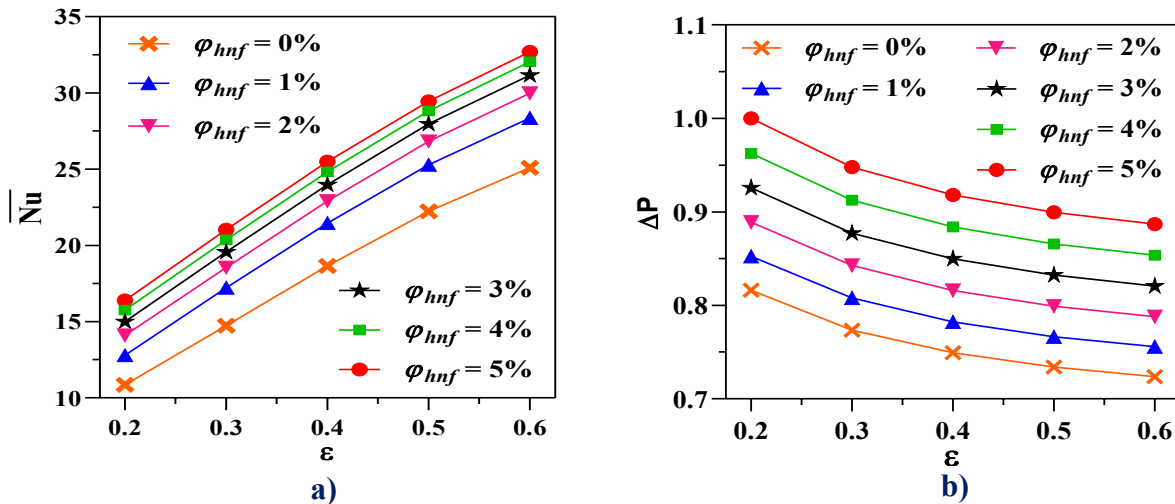 35
30
25
20
15
10
Nu
φhnf = 0%
φhnf = 1%
φhnf = 2%
φhnf = 3%
φhnf = 4%
φhnf = 5%
0.2 0.3 0.4 0.5 0.6
ε
a)
1.1
1.0
0.9
0.8
0.7
ΔP
φhnf = 0% φhnf = 2%
φhnf = 1% φhnf = 3%
φhnf = 4%
φhnf = 5%
0.2 0.3 0.4 0.5 0.6
ε
b)